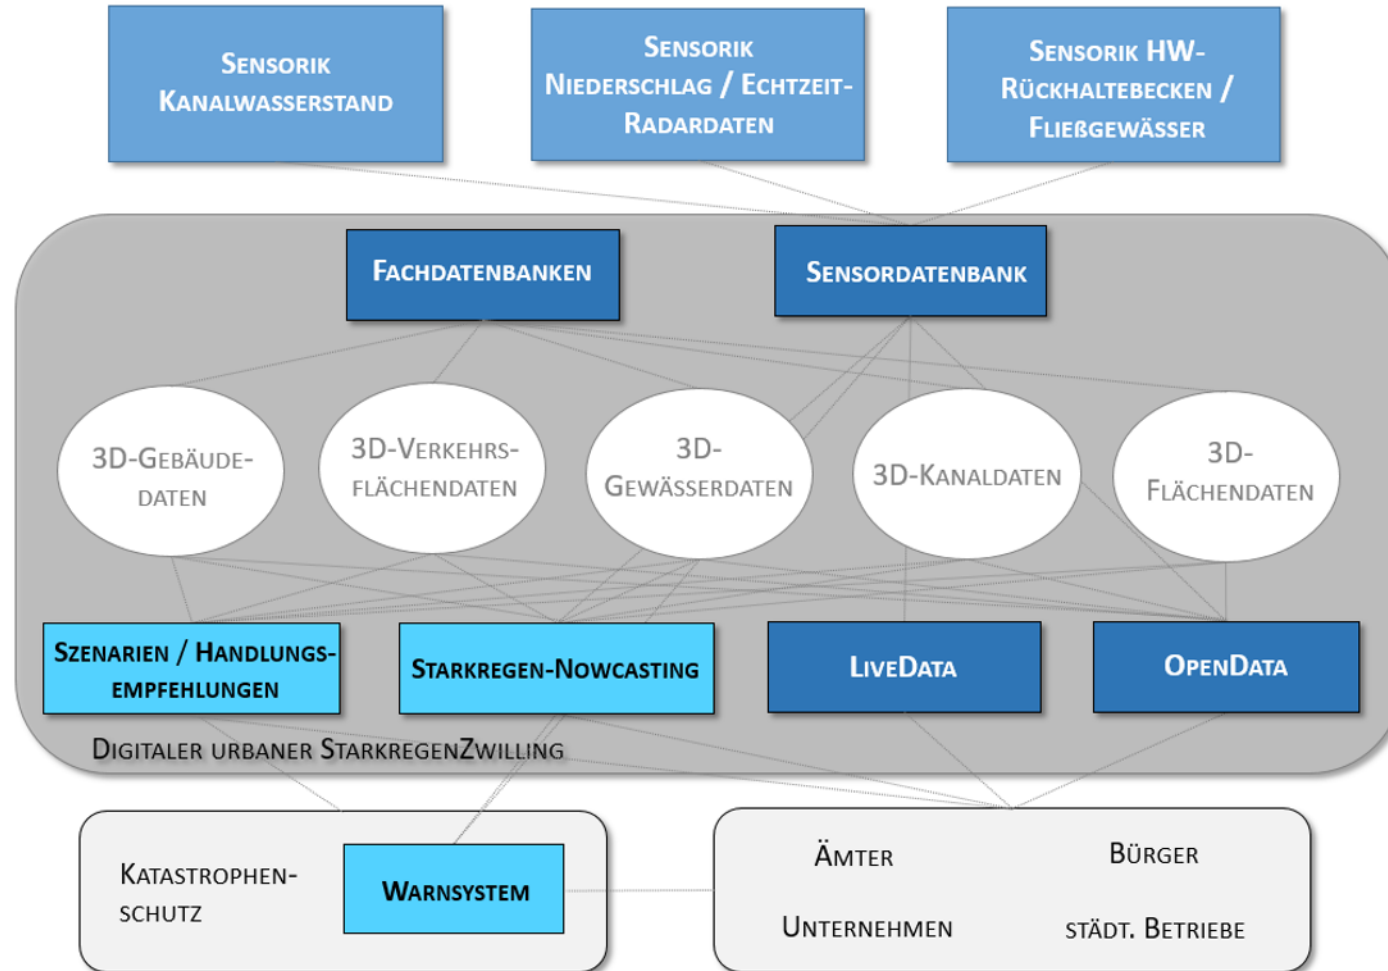 Sensorik
Kanalwasserstand
Sensorik
Niederschlag / Echtzeit-
Radardaten
Sensorik HW-
Rückhaltebecken /
Fließgewässer
Fachdatenbanken
Sensordatenbank
3D-Gebäude-
daten
3D-Verkehrs-
flächendaten
3D-
Gewässerdaten
3D-Kanaldaten
3D-
Flächendaten
Szenarien / Handlungs-
empfehlungen
Starkregen-Nowcasting
LiveData
OpenData
Digitaler urbaner StarkregenZwilling
Katastrophen-
schutz
Warnsystem
Ämter
Bürger
Unternehmen
städt. Betriebe